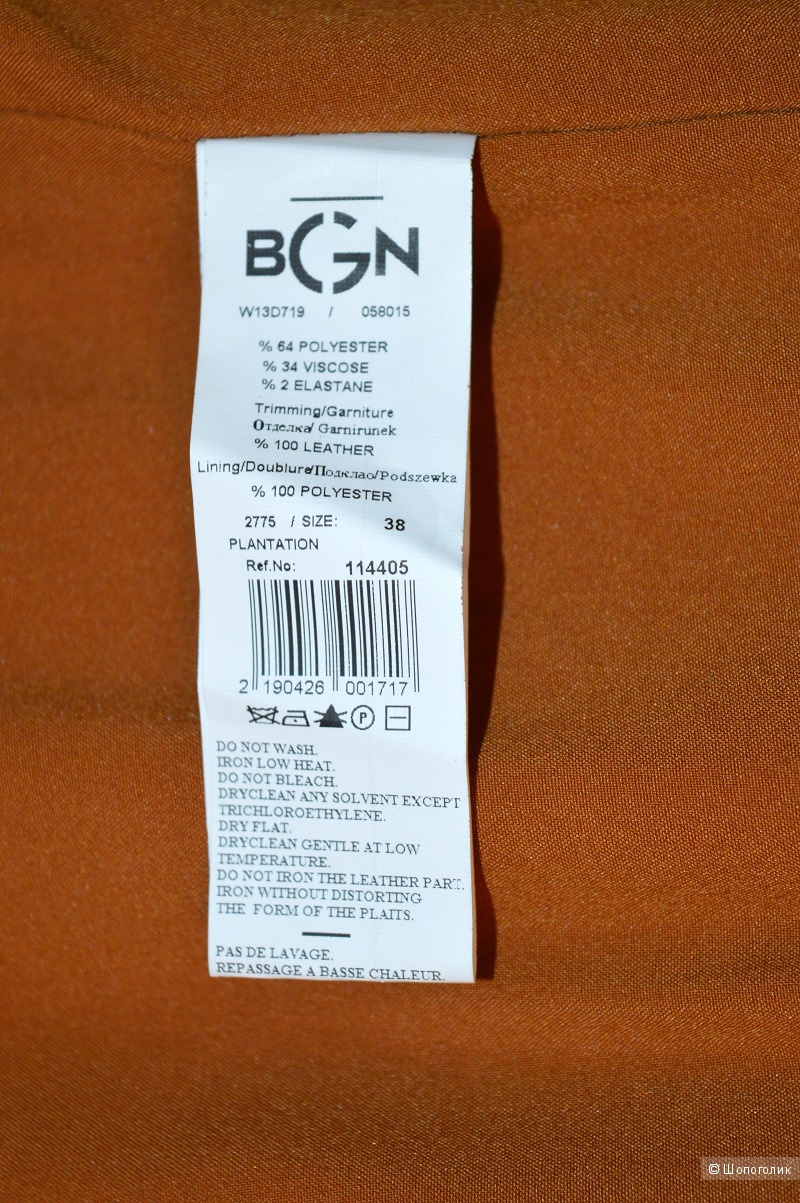 BGN
W13D719 / 058015
% 64 POLYESTER
% 34 VISCOSE
% 2 ELASTANE
Trimming/Garniture
Отделка/ Garnirunek
% 100 LEATHER
Lining/Doublure/Подклад/Podszewka
% 100 POLYESTER
2775 / SIZE: 38
PLANTATION
Ref.No: 114405
2 190426 001717
P
DO NOT WASH.
IRON LOW HEAT.
DO NOT BLEACH.
DRYCLEAN ANY SOLVENT EXCEPT
TRICHLOROETHYLENE.
DRY FLAT.
DRYCLEAN GENTLE AT LOW
TEMPERATURE.
DO NOT IRON THE LEATHER PART.
IRON WITHOUT DISTORTING
THE FORM OF THE PLAITS.
PAS DE LAVAGE.
REPASSAGE A BASSE CHALEUR.
© Шопоголик